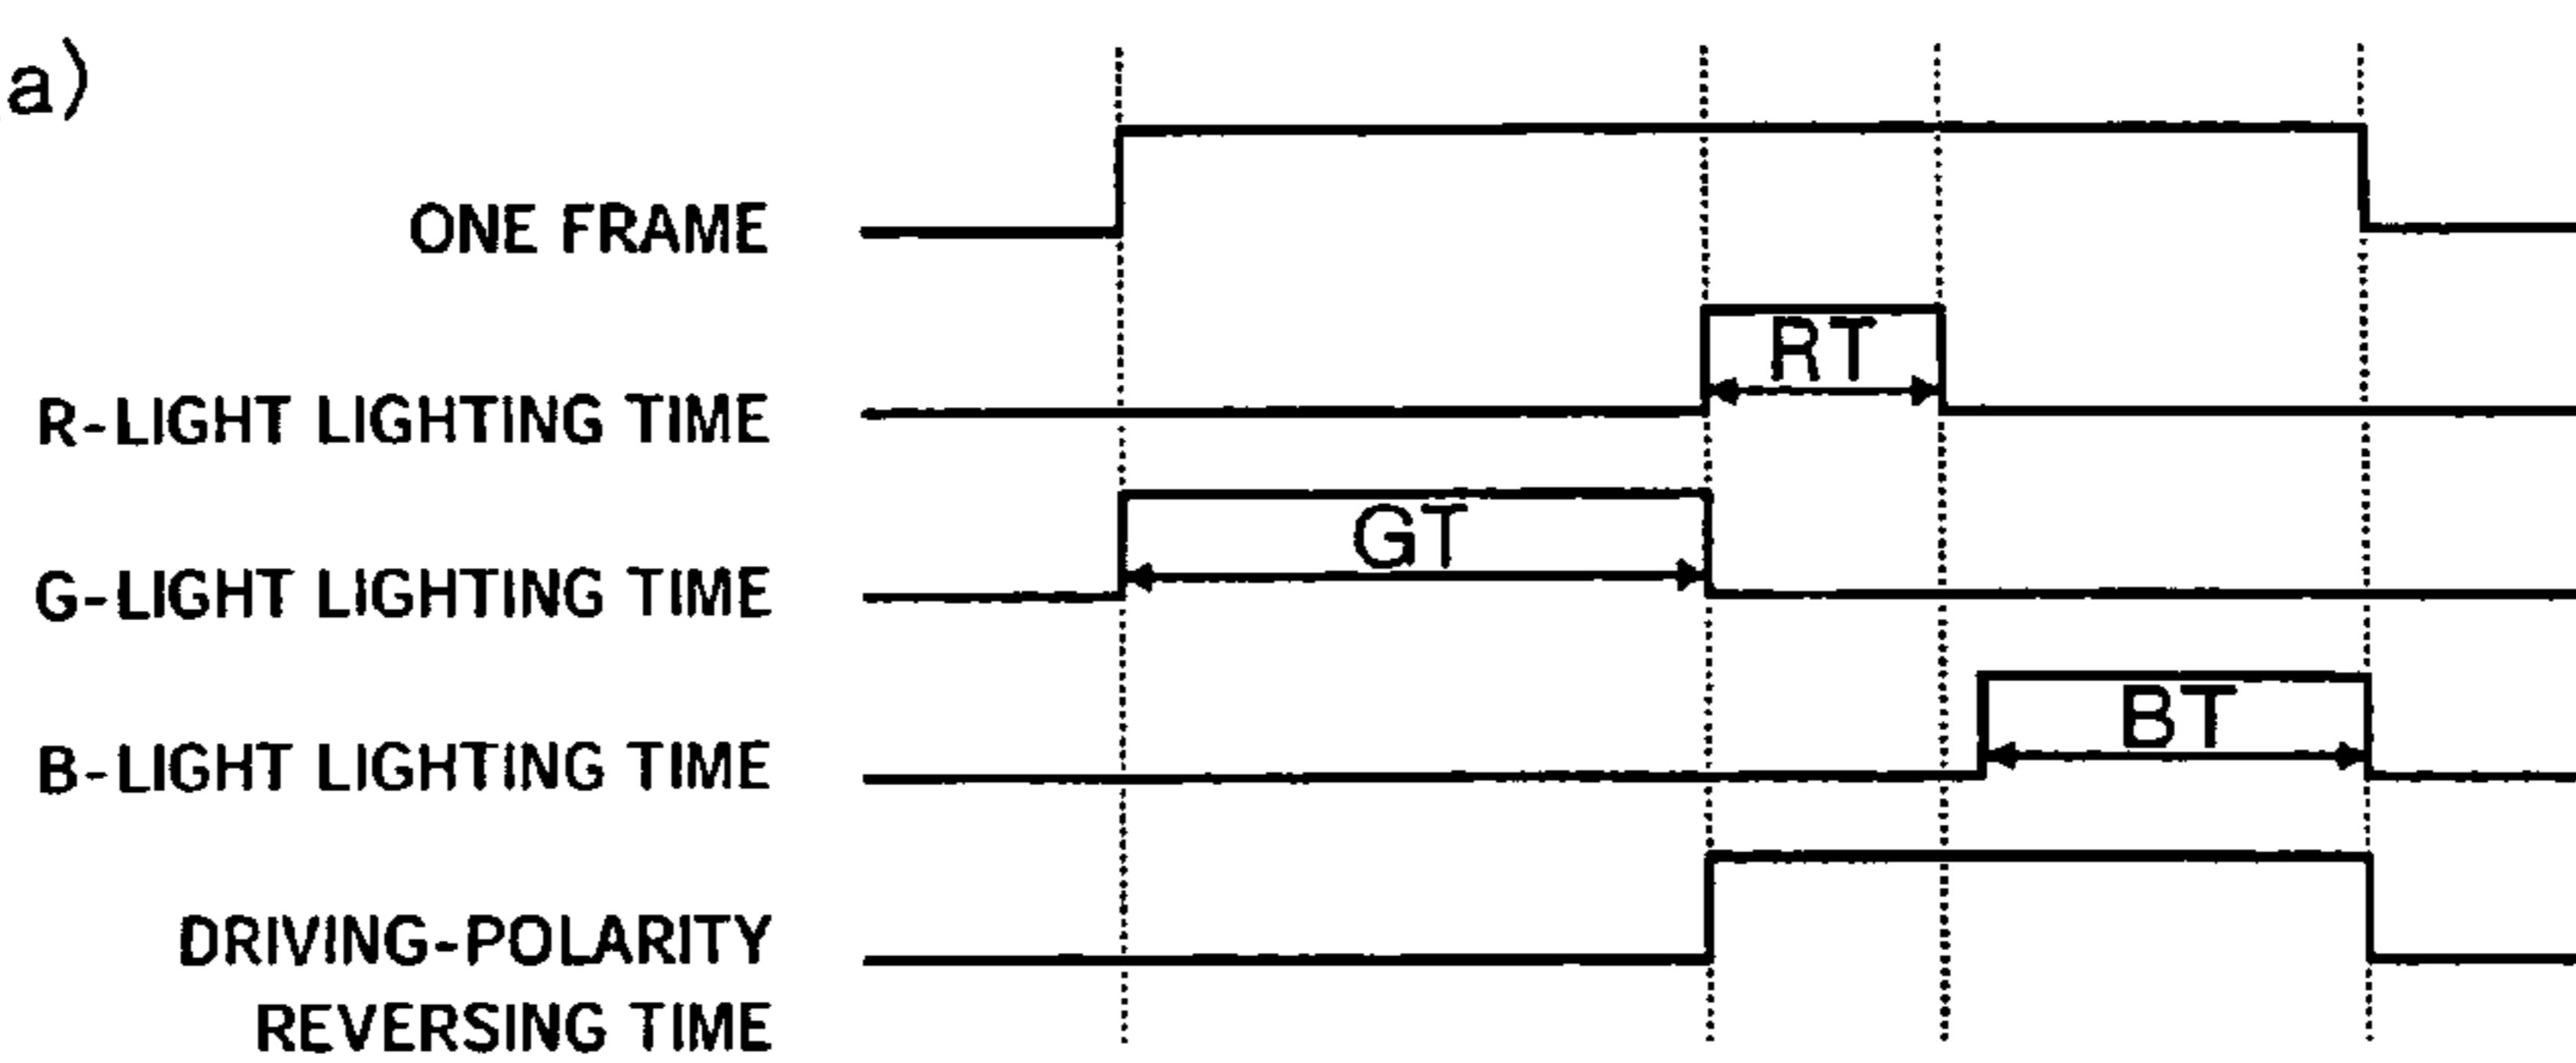 a)
ONE FRAME
RT
R-LIGHT LIGHTING TIME
GT
G-LIGHT LIGHTING TIME
BT
B-LIGHT LIGHTING TIME
DRIVING-POLARITY
REVERSING TIME